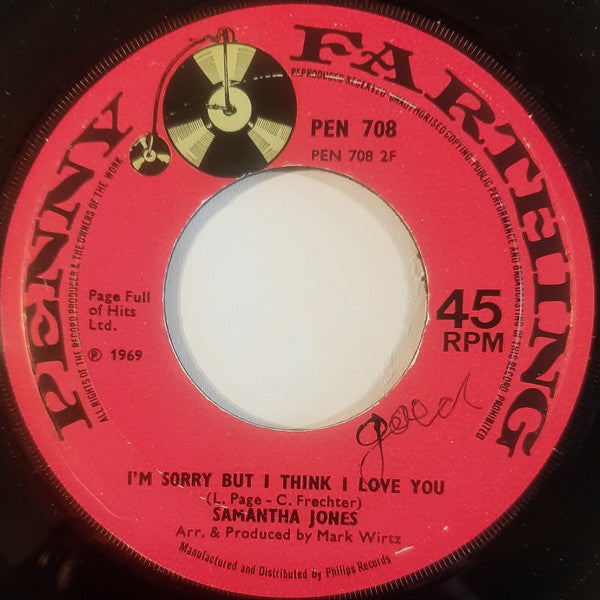 PENNY FARTHING
ALL RIGHTS OF THE RECORD PRODUCER & THE OWNERS OF THE WORK REPRODUCED RESERVED · UNAUTHORISED COPYING · PUBLIC PERFORMANCE AND BROADCASTING OF THIS RECORD PROHIBITED
PEN 708
PEN 708 2F
Page Full
of Hits
Ltd.
℗ 1969
45
RPM
good
I'M SORRY BUT I THINK I LOVE YOU
(L. Page - C. Frechter)
SAMANTHA JONES
Arr. & Produced by Mark Wirtz
Manufactured and Distributed by Philips Records